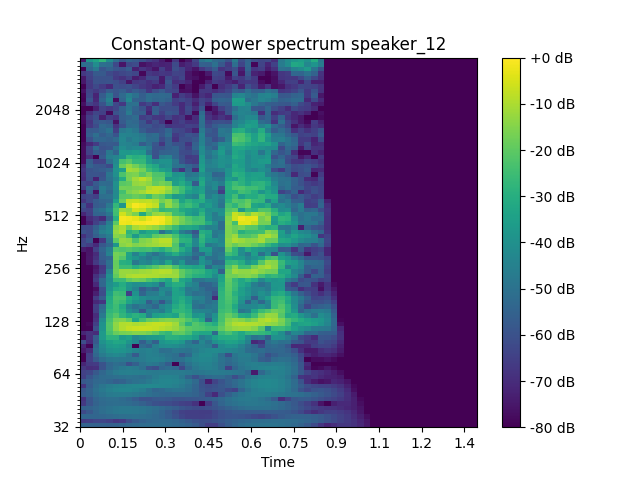 Constant-Q power spectrum speaker_12
+0 dB
-10 dB
-20 dB
-30 dB
-40 dB
-50 dB
-60 dB
-70 dB
-80 dB
2048
1024
512
256
128
64
32
Hz
0 0.15 0.3 0.45 0.6 0.75 0.9 1.1 1.2 1.4
Time